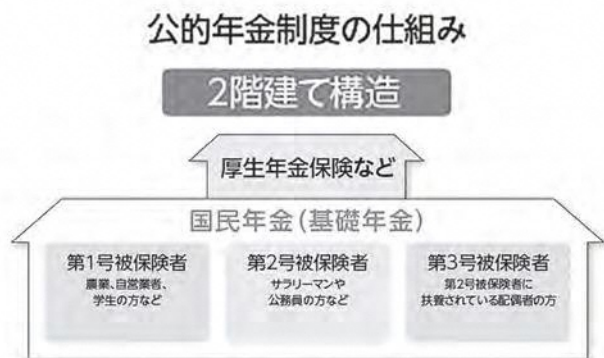 公的年金制度の仕組み
2階建て構造
厚生年金保険など
国民年金(基礎年金)
第1号被保険者
農業、自営業者、
学生の方など
第2号被保険者
サラリーマンや
公務員の方など
第3号被保険者
第2号被保険者に
扶養されている配偶者の方